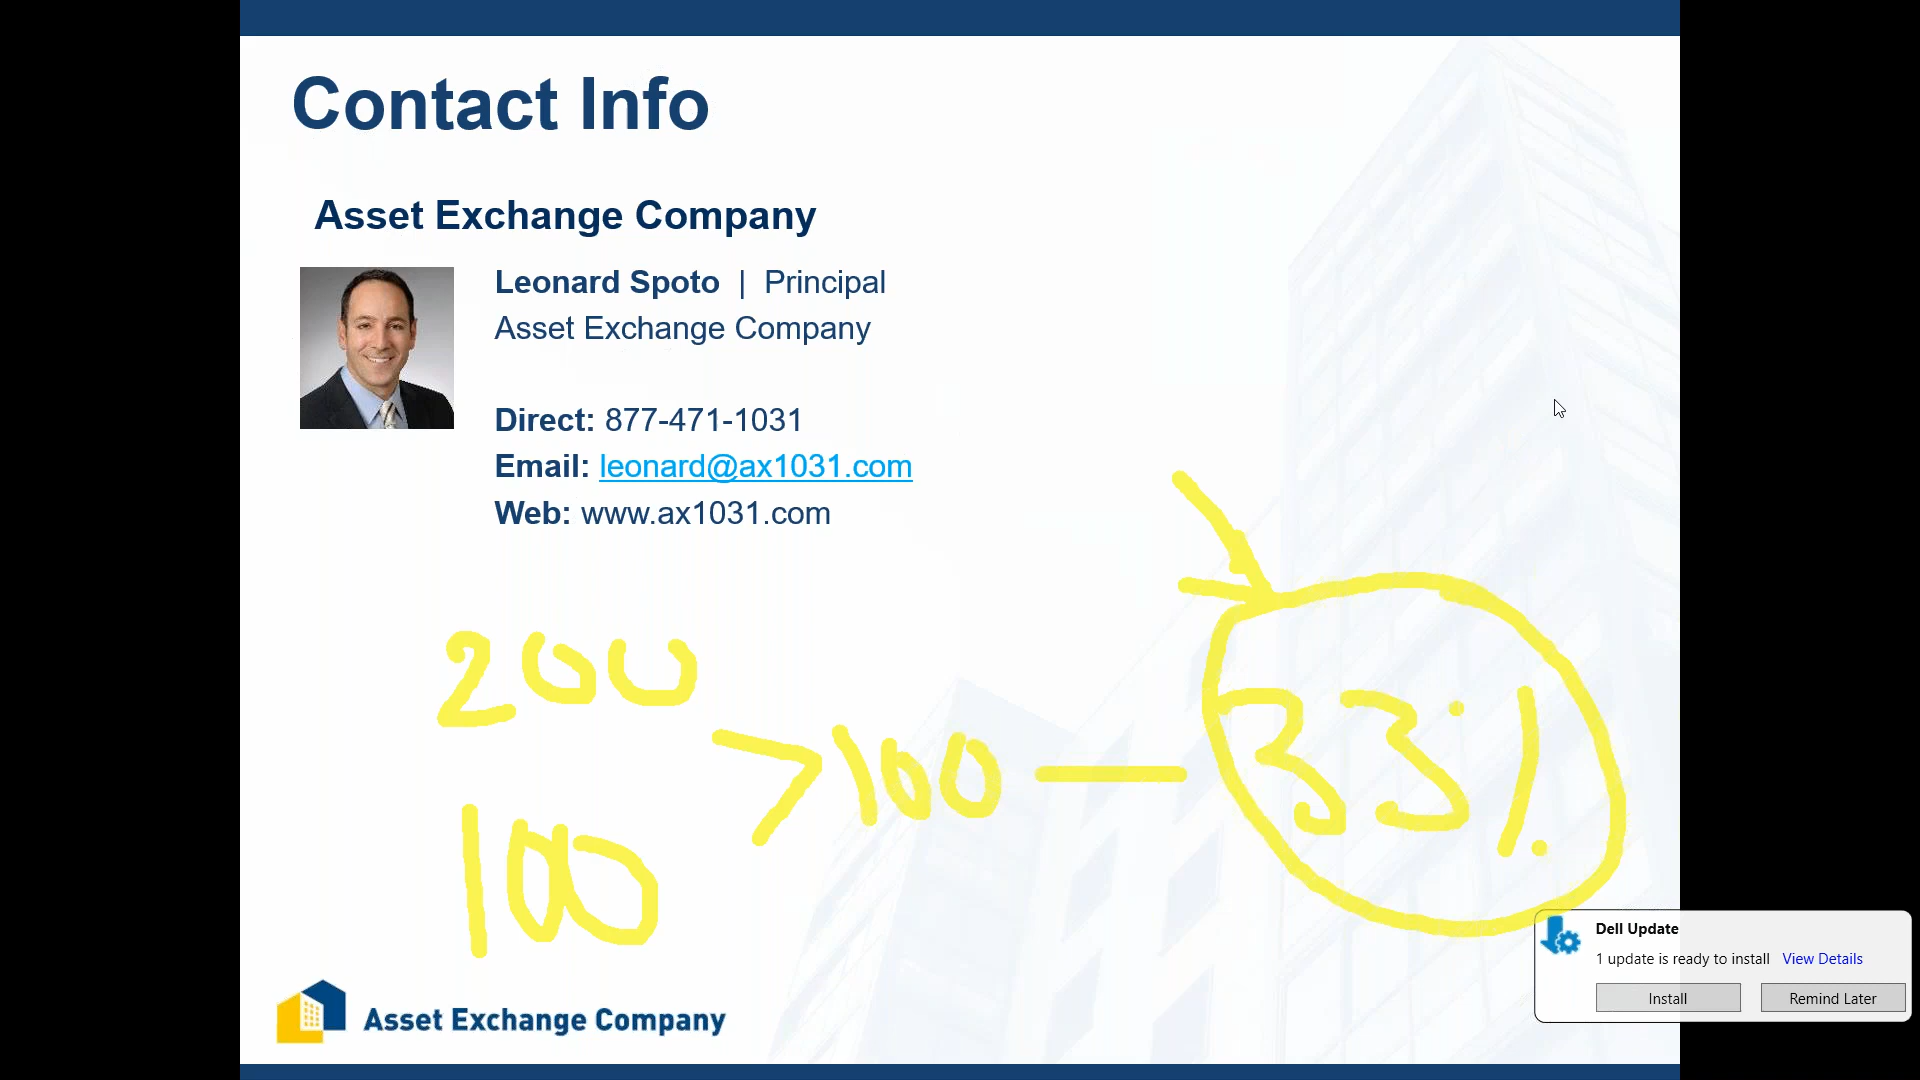 Contact Info
Asset Exchange Company
Leonard Spoto | Principal
Asset Exchange Company
Direct: 877-471-1031
Email: leonard@ax1031.com
Web: www.ax1031.com
200
> 100 — 33%
100
Asset Exchange Company
Dell Update
1 update is ready to install View Details
Install Remind Later